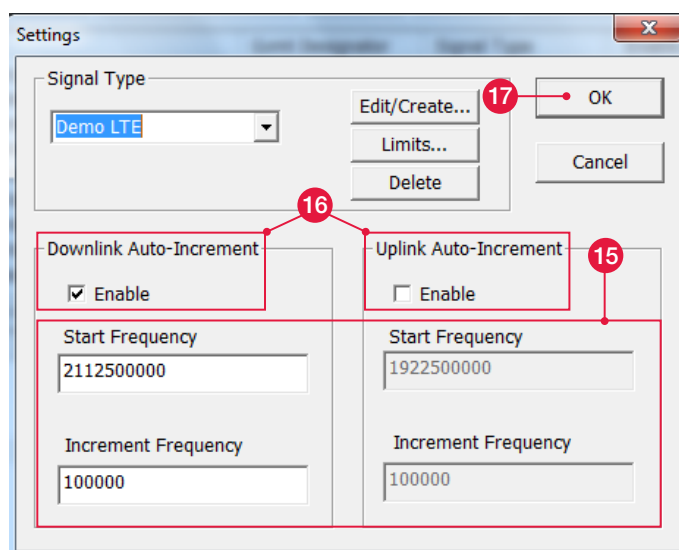 Settings
Signal Type
Demo LTE
Edit/Create...
Limits...
Delete
17
OK
Cancel
16
Downlink Auto-Increment
Enable
Start Frequency
2112500000
Increment Frequency
100000
Uplink Auto-Increment
Enable
15
Start Frequency
1922500000
Increment Frequency
100000